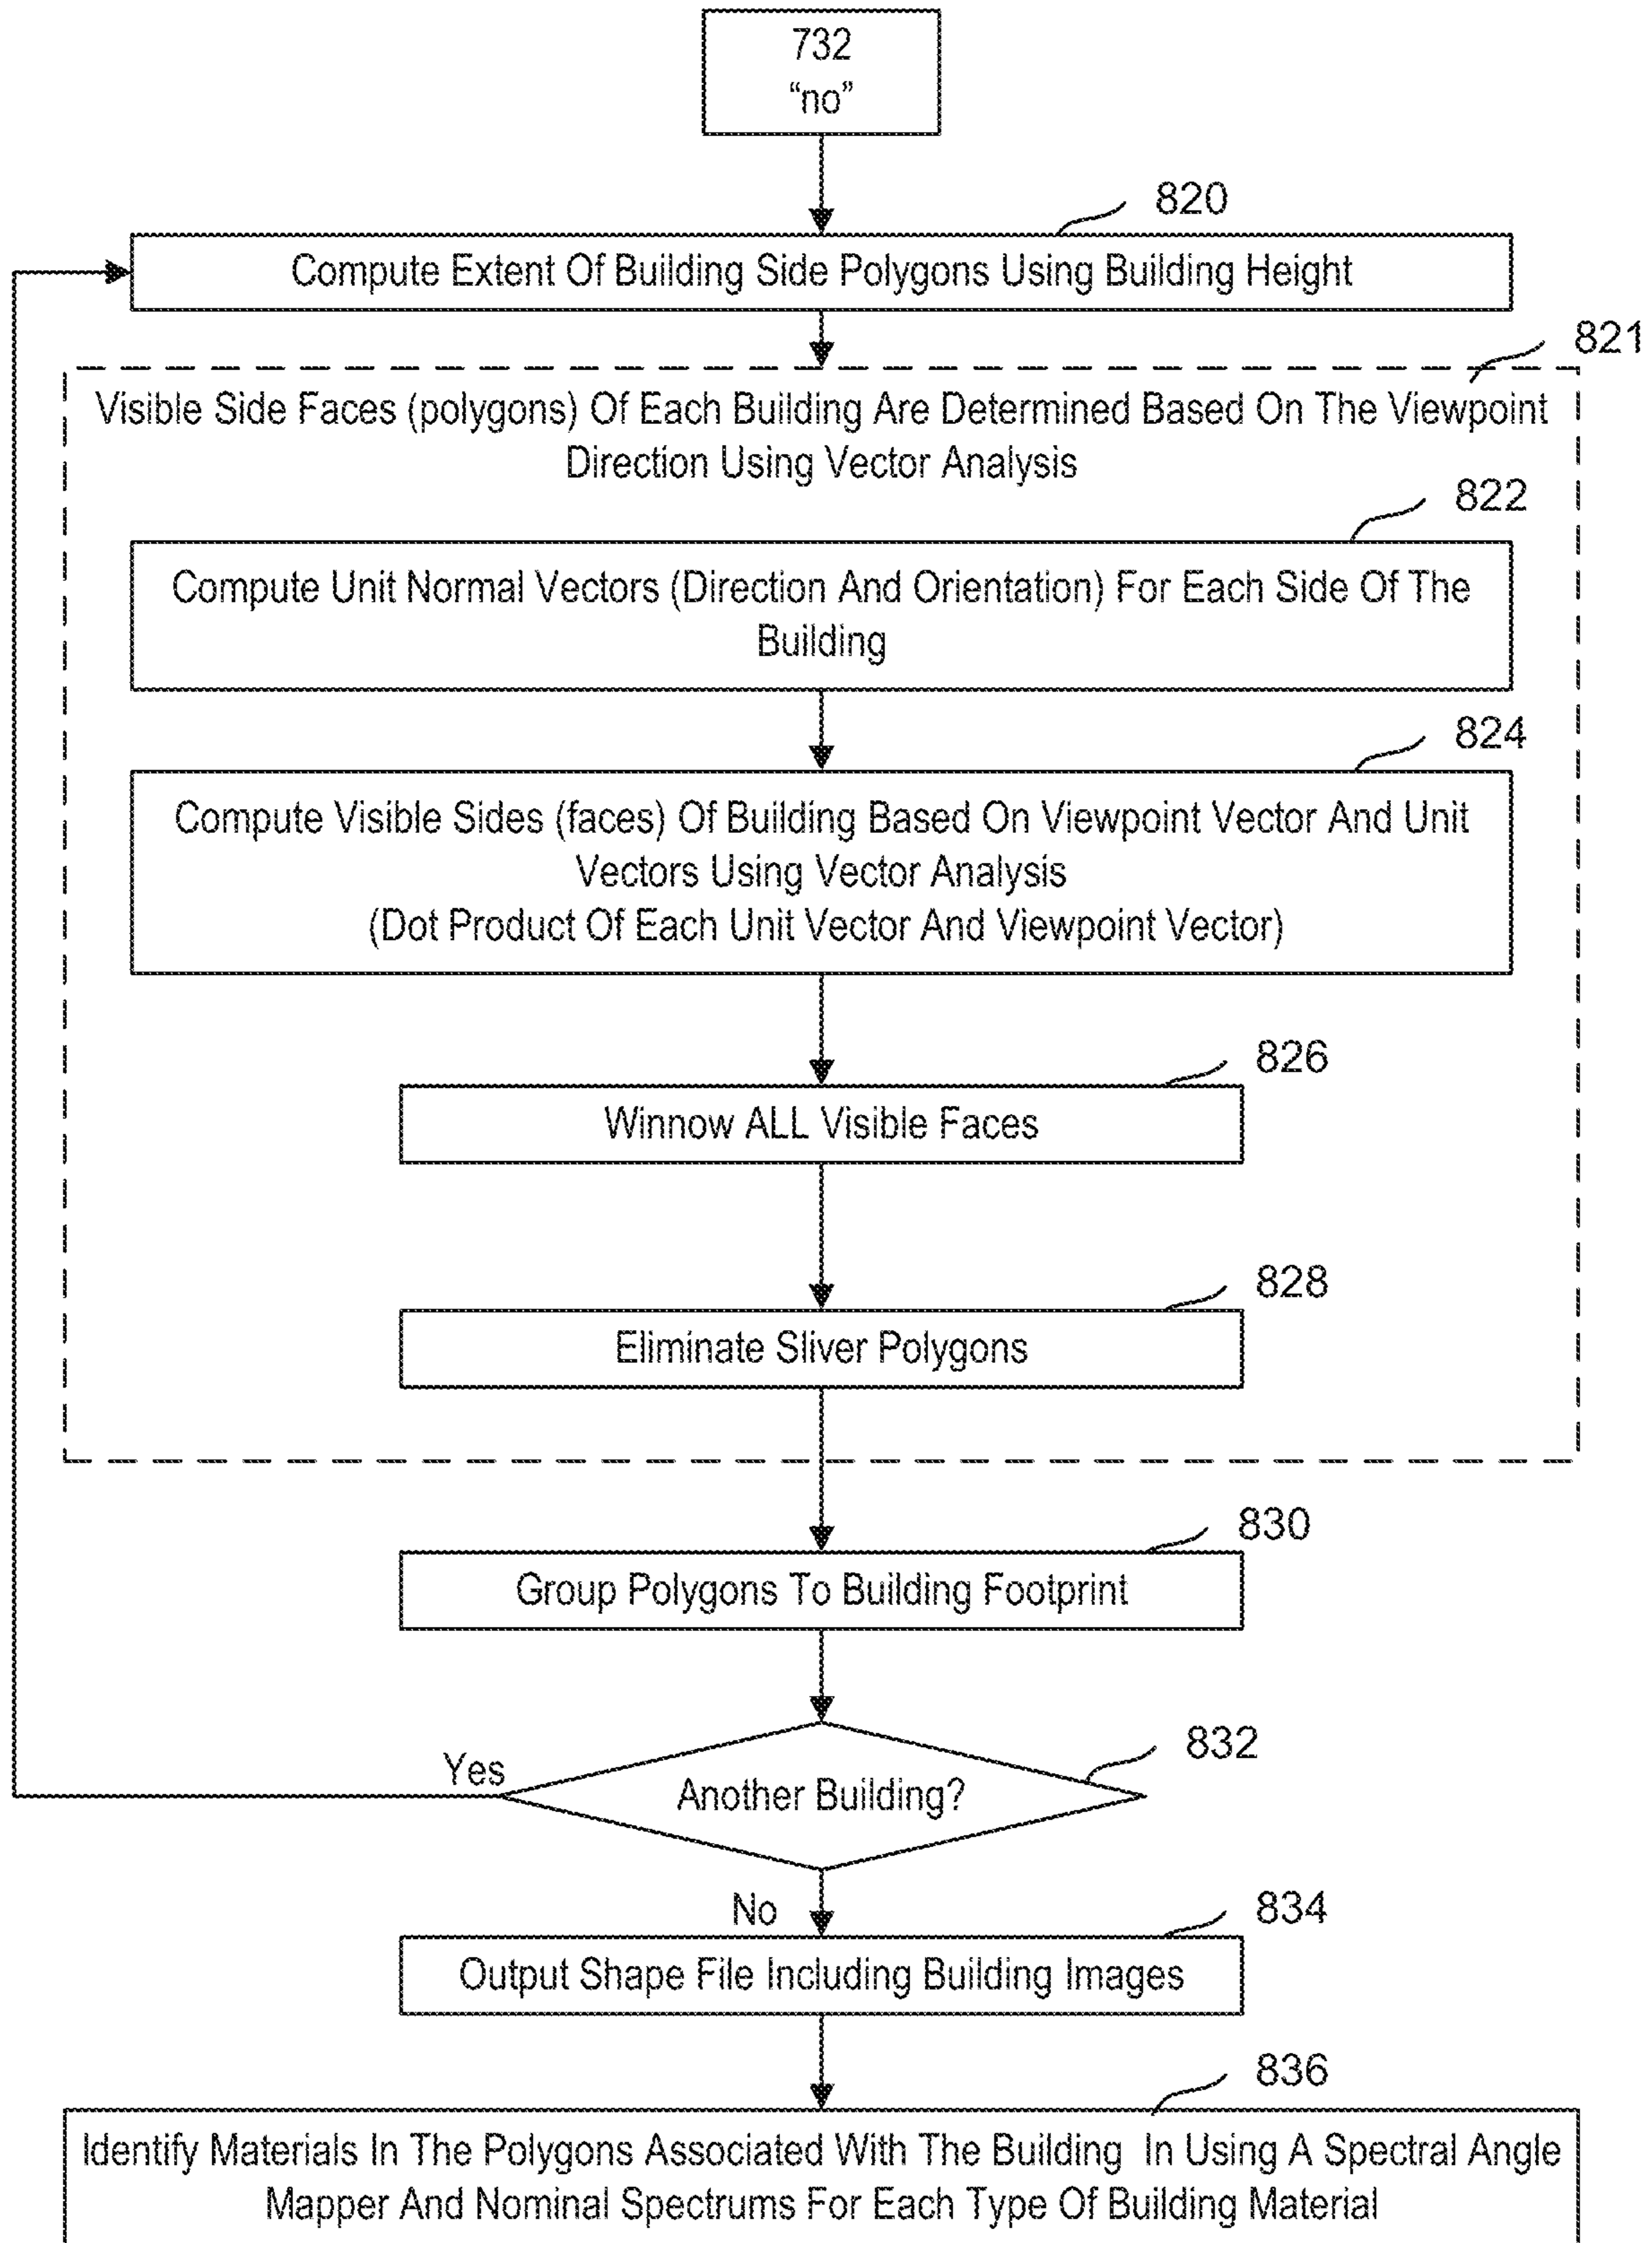 732
“no”
820
Compute Extent Of Building Side Polygons Using Building Height
821
Visible Side Faces (polygons) Of Each Building Are Determined Based On The Viewpoint
Direction Using Vector Analysis
822
Compute Unit Normal Vectors (Direction And Orientation) For Each Side Of The
Building
824
Compute Visible Sides (faces) Of Building Based On Viewpoint Vector And Unit
Vectors Using Vector Analysis
(Dot Product Of Each Unit Vector And Viewpoint Vector)
826
Winnow ALL Visible Faces
828
Eliminate Sliver Polygons
830
Group Polygons To Building Footprint
832
Yes
Another Building?
No
834
Output Shape File Including Building Images
836
Identify Materials In The Polygons Associated With The Building In Using A Spectral Angle
Mapper And Nominal Spectrums For Each Type Of Building Material